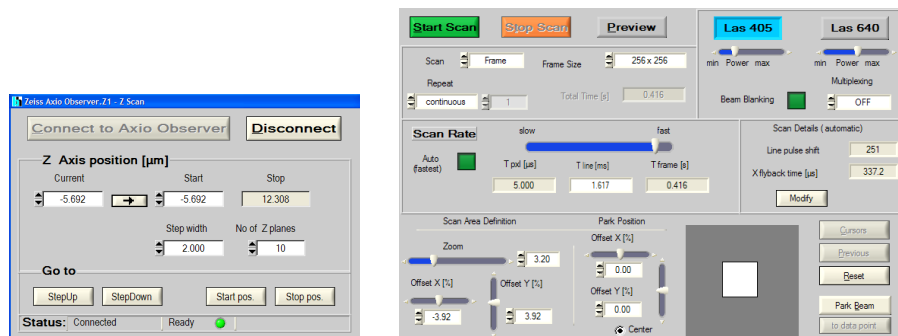 Zeiss Axio Observer.Z1 - Z Scan
Connect to Axio Observer
Disconnect
Z Axis position [µm]
Current
Start
Stop
-5.692
-5.692
12.308
Step width
No of Z planes
2.000
10
Go to
StepUp
StepDown
Start pos.
Stop pos.
Status: Connected
Ready
Start Scan
Stop Scan
Preview
Scan
Frame
Frame Size
256 x 256
Repeat
continuous
1
Total Time [s]
0.416
Las 405
Las 640
min Power max
min Power max
Multiplexing
Beam Blanking
OFF
Scan Rate
slow
fast
Auto
(fastest)
T pxl [µs]
T line [ms]
T frame [s]
5.000
1.617
0.416
Scan Details ( automatic)
Line pulse shift
251
X flyback time [µs]
337.2
Modify
Scan Area Definition
Zoom
3.20
Offset X [%]
Offset Y [%]
-3.92
3.92
Park Position
Offset X [%]
0.00
Offset Y [%]
0.00
Center
Cursors
Previous
Reset
Park Beam
to data point